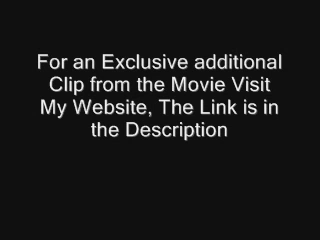 For an Exclusive additional
Clip from the Movie Visit
My Website, The Link is in
the Description